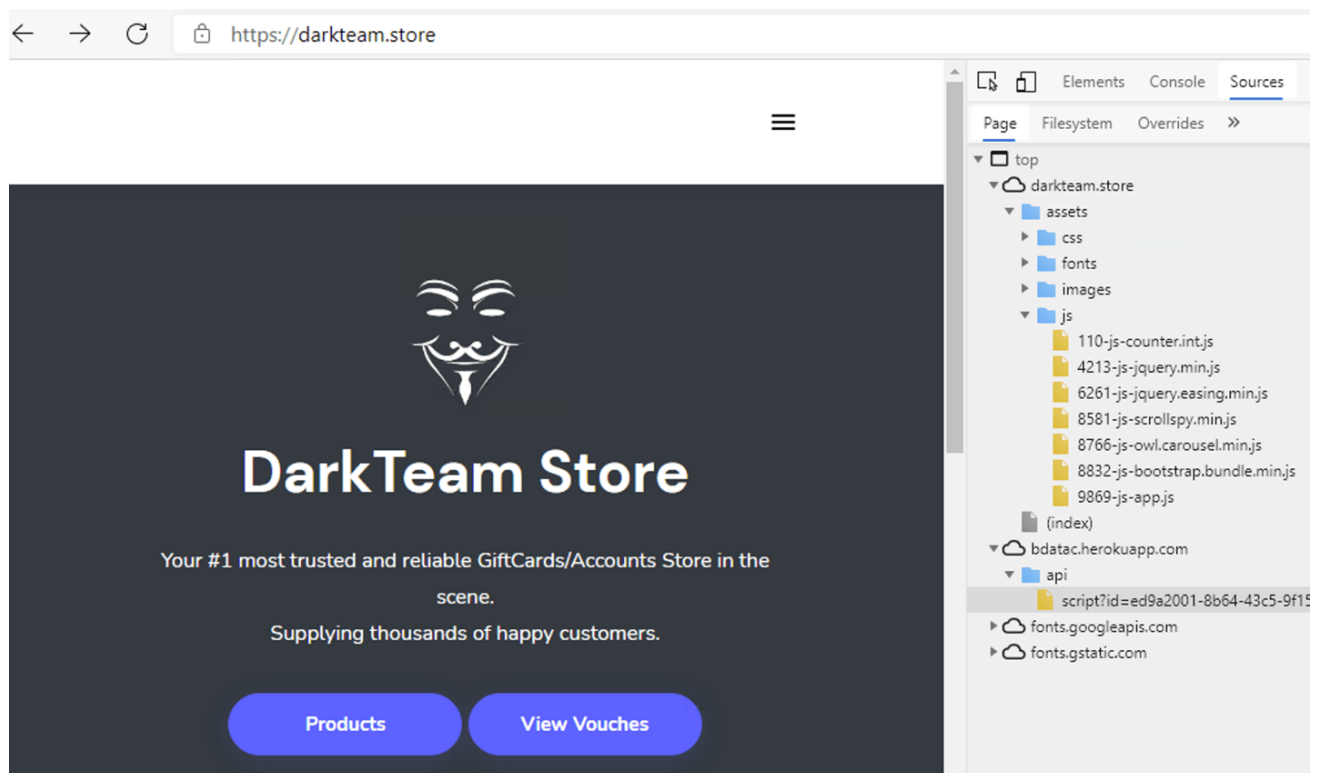 https://darkteam.store
DarkTeam Store
Your #1 most trusted and reliable GiftCards/Accounts Store in the
scene.
Supplying thousands of happy customers.
Products
View Vouches
Elements Console Sources
Page Filesystem Overrides »
top
darkteam.store
assets
css
fonts
images
js
110-js-counter.int.js
4213-js-jquery.min.js
6261-js-jquery.easing.min.js
8581-js-scrollspy.min.js
8766-js-owl.carousel.min.js
8832-js-bootstrap.bundle.min.js
9869-js-app.js
(index)
bdatac.herokuapp.com
api
script?id=ed9a2001-8b64-43c5-9f15
fonts.googleapis.com
fonts.gstatic.com